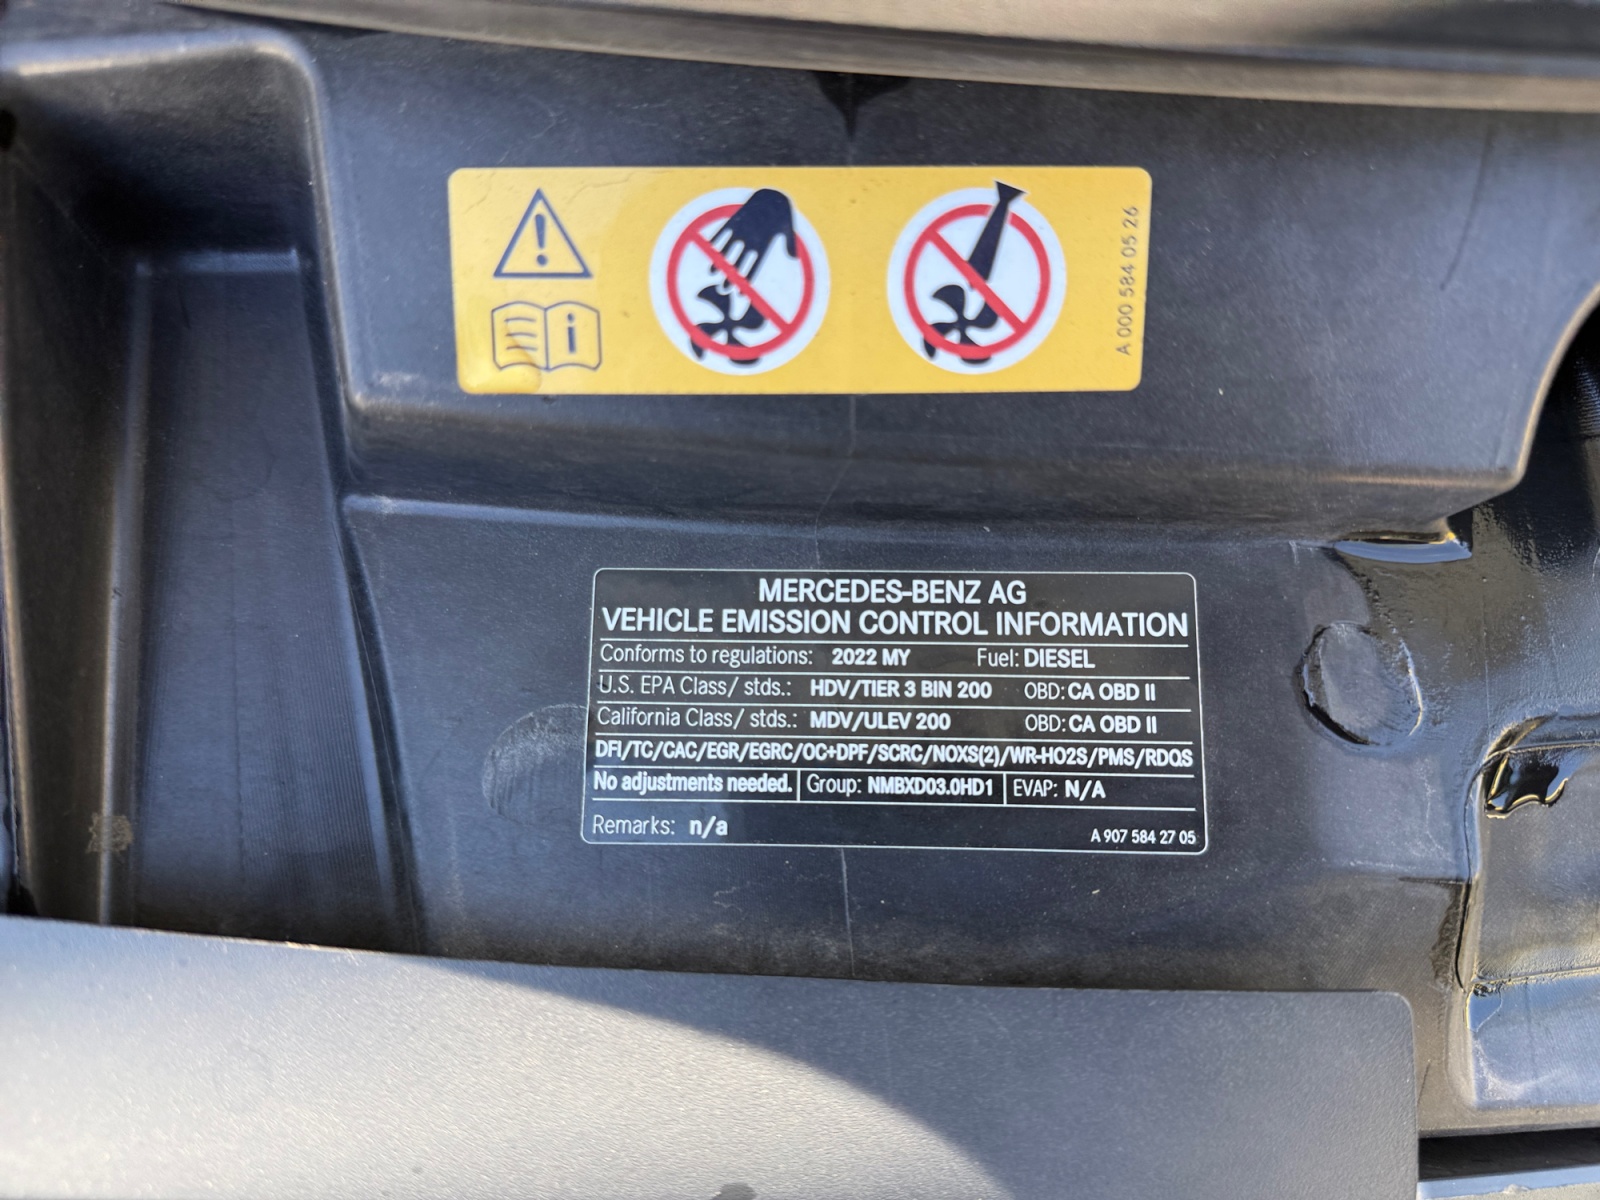 A 000 584 05 26
MERCEDES-BENZ AG
VEHICLE EMISSION CONTROL INFORMATION
Conforms to regulations: 2022 MY Fuel: DIESEL
U.S. EPA Class/ stds.: HDV/TIER 3 BIN 200 OBD: CA OBD II
California Class/ stds.: MDV/ULEV 200 OBD: CA OBD II
DFI/TC/CAC/EGR/EGRC/OC+DPF/SCRC/NOXS(2)/WR-HO2S/PMS/RDQS
No adjustments needed. Group: NMBXD03.0HD1 EVAP: N/A
Remarks: n/a A 907 584 27 05